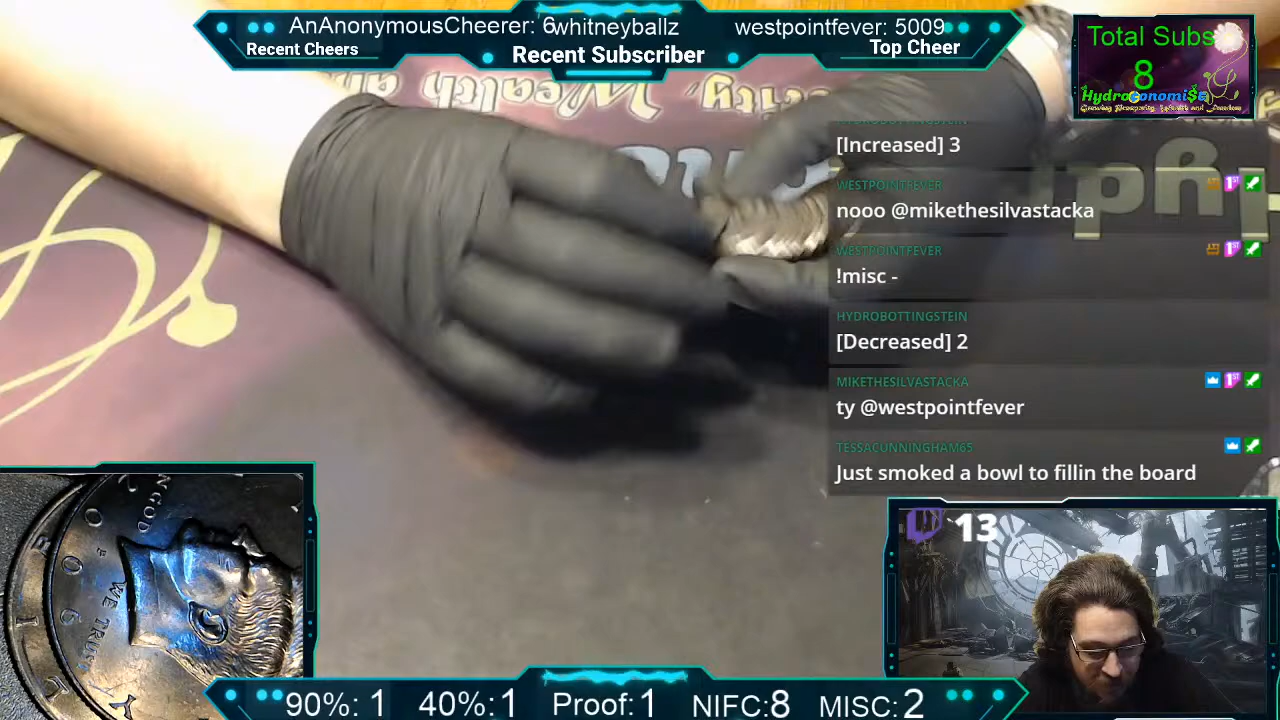 AnAnonymousCheerer: 6
whitneyballz
westpointfever: 5009
Recent Cheers
Recent Subscriber
Top Cheer
Total Subs
8
Hydroconomi$e
[Increased] 3
WESTPOINTFEVER
nooo @mikethesilvastacka
WESTPOINTFEVER
!misc -
HYDROBOTTINGSTEIN
[Decreased] 2
MIKETHESILVASTACKA
ty @westpointfever
TESSACUNNINGHAM65
Just smoked a bowl to fillin the board
13
WE TRUST
90%: 1
40%:1
Proof:1
NIFC:8
MISC:2